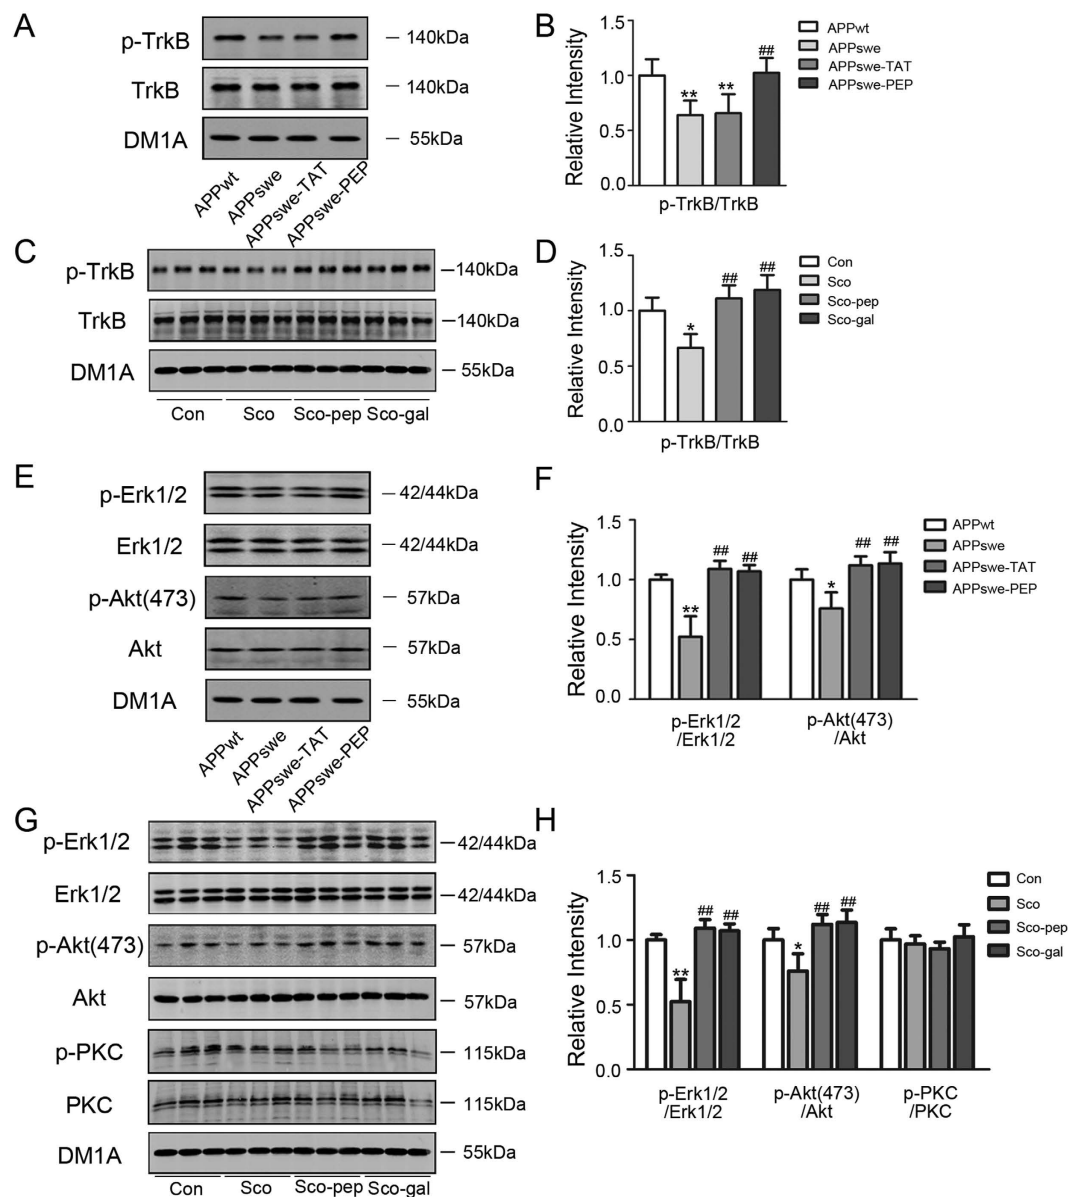 A
p-TrkB
140kDa
TrkB
140kDa
DM1A
55kDa
APPwt
APPswe
APPswe-TAT
APPswe-PEP
B
Relative Intensity
1.5
1.0
0.5
0.0
**
**
##
p-TrkB/TrkB
APPwt
APPswe
APPswe-TAT
APPswe-PEP
C
p-TrkB
140kDa
TrkB
140kDa
DM1A
55kDa
Con Sco Sco-pep Sco-gal
D
Relative Intensity
1.5
1.0
0.5
0.0
*
##
##
p-TrkB/TrkB
Con
Sco
Sco-pep
Sco-gal
E
p-Erk1/2
42/44kDa
Erk1/2
42/44kDa
p-Akt(473)
57kDa
Akt
57kDa
DM1A
55kDa
APPwt
APPswe
APPswe-TAT
APPswe-PEP
F
Relative Intensity
1.5
1.0
0.5
0.0
**
##
##
*
##
##
p-Erk1/2
/Erk1/2
p-Akt(473)
/Akt
APPwt
APPswe
APPswe-TAT
APPswe-PEP
G
p-Erk1/2
42/44kDa
Erk1/2
42/44kDa
p-Akt(473)
57kDa
Akt
57kDa
p-PKC
115kDa
PKC
115kDa
DM1A
55kDa
Con Sco Sco-pep Sco-gal
H
Relative Intensity
1.5
1.0
0.5
0.0
**
##
##
*
##
##
p-Erk1/2
/Erk1/2
p-Akt(473)
/Akt
p-PKC
/PKC
Con
Sco
Sco-pep
Sco-gal